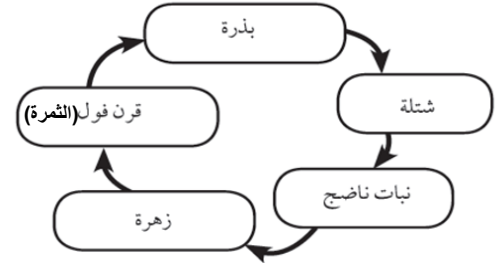 بذرة
شتلة
نبات ناضج
زهرة
قرن فول (الثمرة)